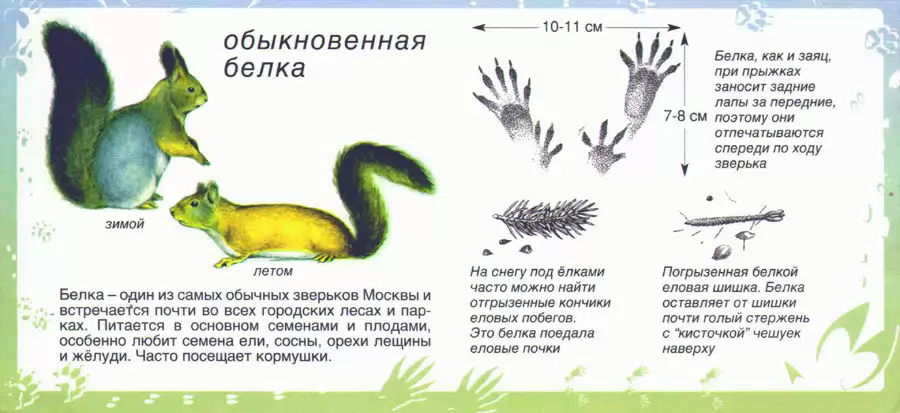 обыкновенная
белка
зимой
летом
Белка – один из самых обычных зверьков Москвы и
встречается почти во всех городских лесах и пар-
ках. Питается в основном семенами и плодами,
особенно любит семена ели, сосны, орехи лещины
и жёлуди. Часто посещает кормушки.
10-11 см
7-8 см
Белка, как и заяц,
при прыжках
заносит задние
лапы за передние,
поэтому они
отпечатываются
спереди по ходу
зверька
На снегу под ёлками
часто можно найти
отгрызенные кончики
еловых побегов.
Это белка поедала
еловые почки
Погрызенная белкой
еловая шишка. Белка
оставляет от шишки
почти голый стержень
с “кисточкой” чешуек
наверху